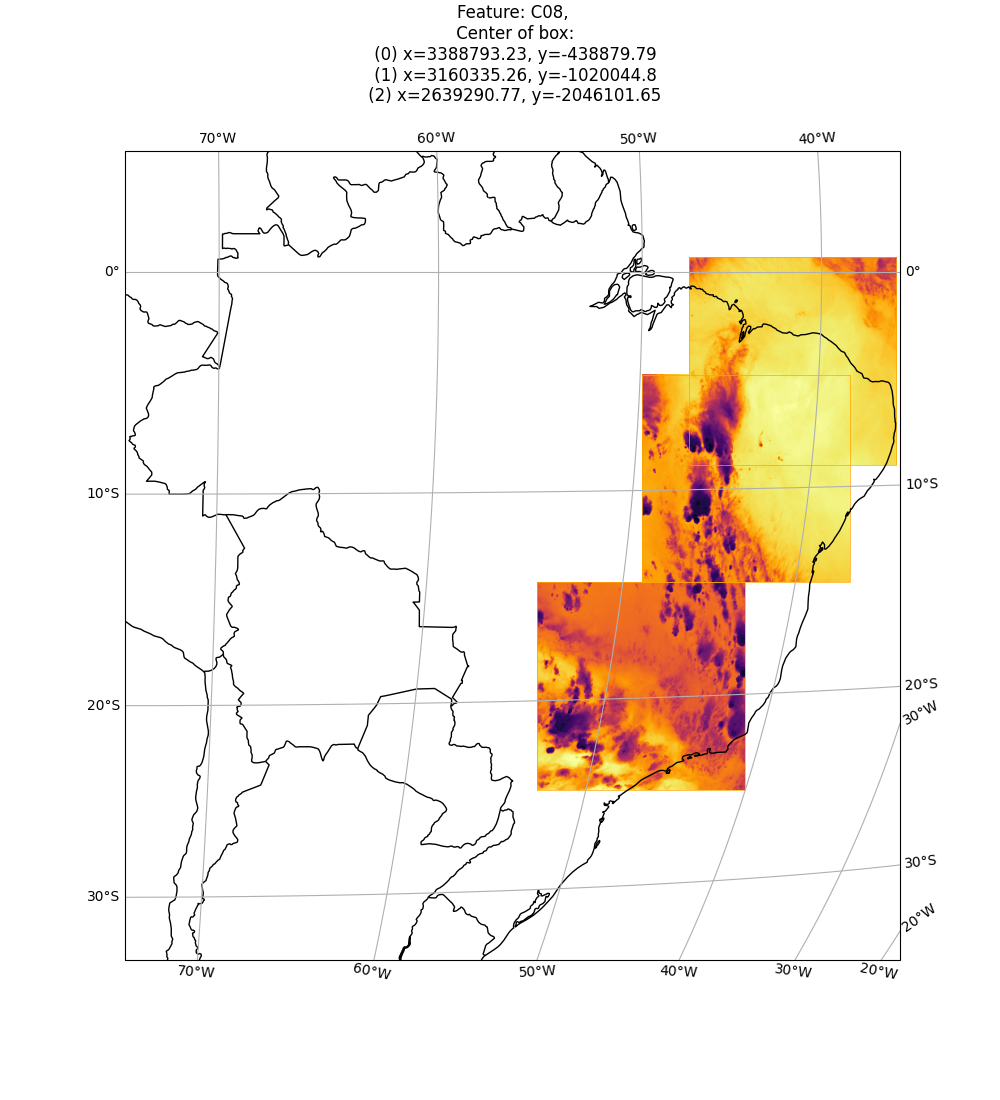 Feature: C08,
Center of box:
(0) x=3388793.23, y=-438879.79
(1) x=3160335.26, y=-1020044.8
(2) x=2639290.77, y=-2046101.65
70°W 60°W 50°W 40°W
0° 0°
10°S 10°S
20°S 20°S
30°W
30°S 30°S
20°W
70°W 60°W 50°W 40°W 30°W 20°W